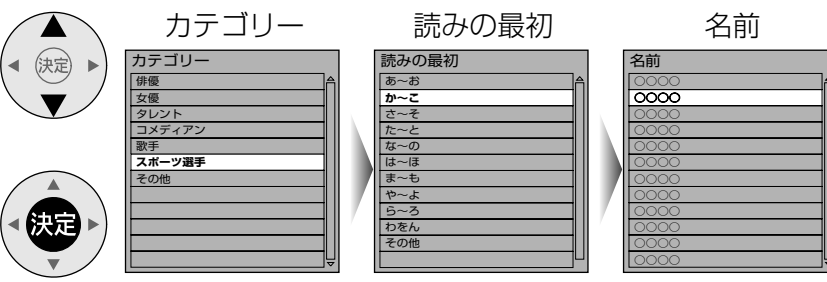 カテゴリー
読みの最初
名前
決定
カテゴリー
俳優
女優
タレント
コメディアン
歌手
スポーツ選手
その他
読みの最初
あ〜お
か〜こ
さ〜そ
た〜と
な〜の
は〜ほ
ま〜も
や〜よ
ら〜ろ
わをん
その他
名前
○○○○
○○○○
○○○○
○○○○
○○○○
○○○○
○○○○
○○○○
○○○○
○○○○
○○○○
○○○○
決定